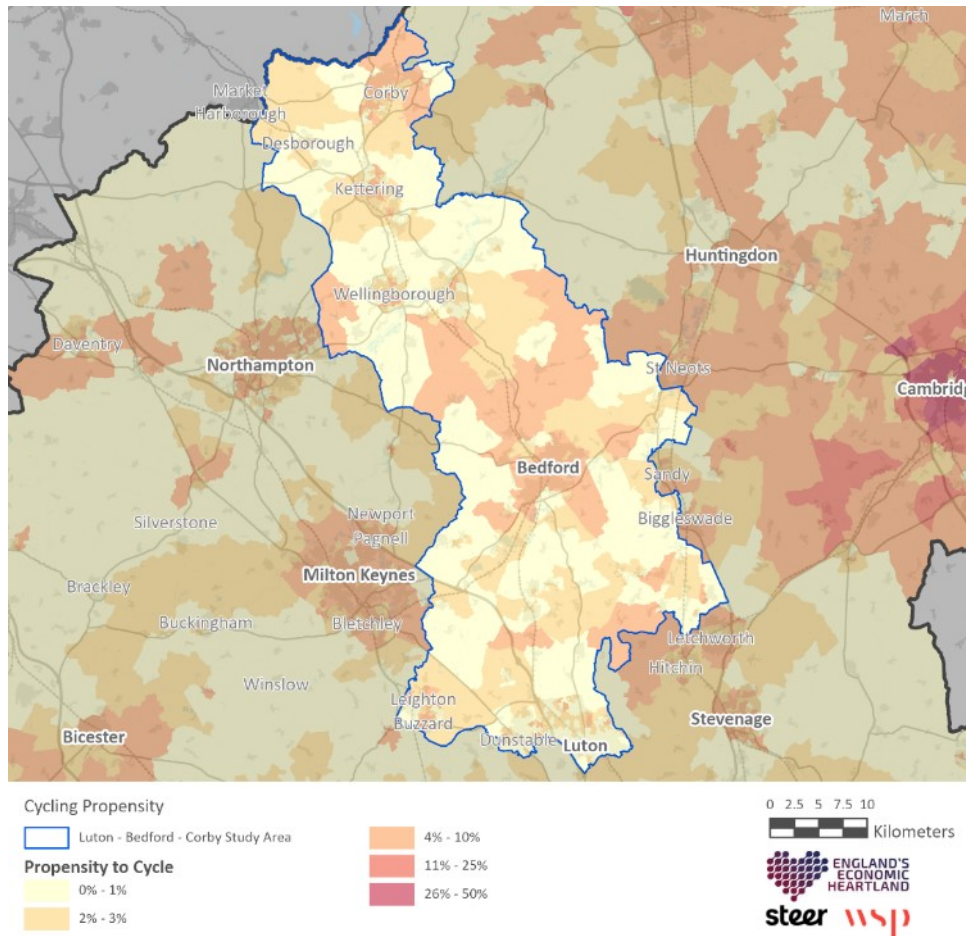 March
Market
Harborough
Corby
Desborough
Kettering
Huntingdon
Wellingborough
Daventry
Northampton
St Neots
Cambridg
Bedford
Sandy
Silverstone
Newport
Pagnell
Biggleswade
Milton Keynes
Brackley
Buckingham
Bletchley
Letchworth
Hitchin
Winslow
Leighton
Buzzard
Stevenage
Bicester
Dunstable
Luton
Cycling Propensity
Luton - Bedford - Corby Study Area
Propensity to Cycle
0% - 1%
2% - 3%
4% - 10%
11% - 25%
26% - 50%
0 2.5 5 7.5 10
Kilometers
ENGLAND'S
ECONOMIC
HEARTLAND
steer wsp